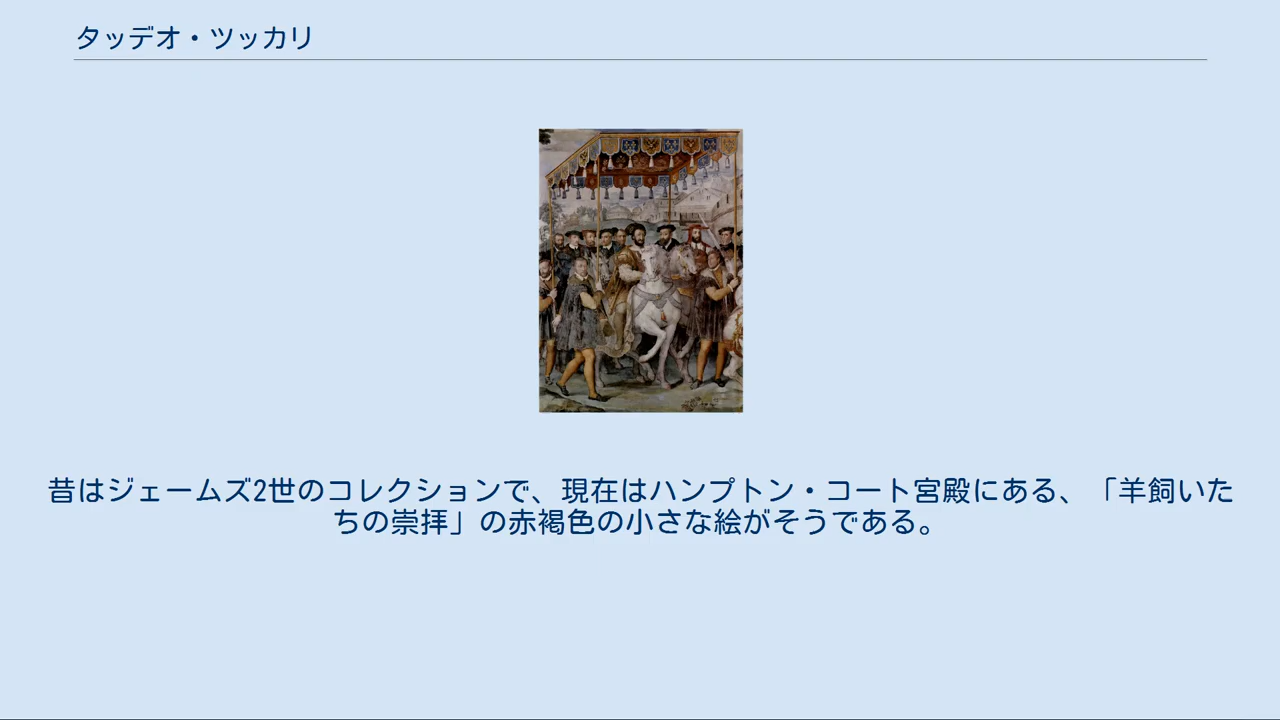 タッデオ・ツッカリ
昔はジェームズ2世のコレクションで、現在はハンプトン・コート宮殿にある、「羊飼いた
ちの崇拝」の赤褐色の小さな絵がそうである。